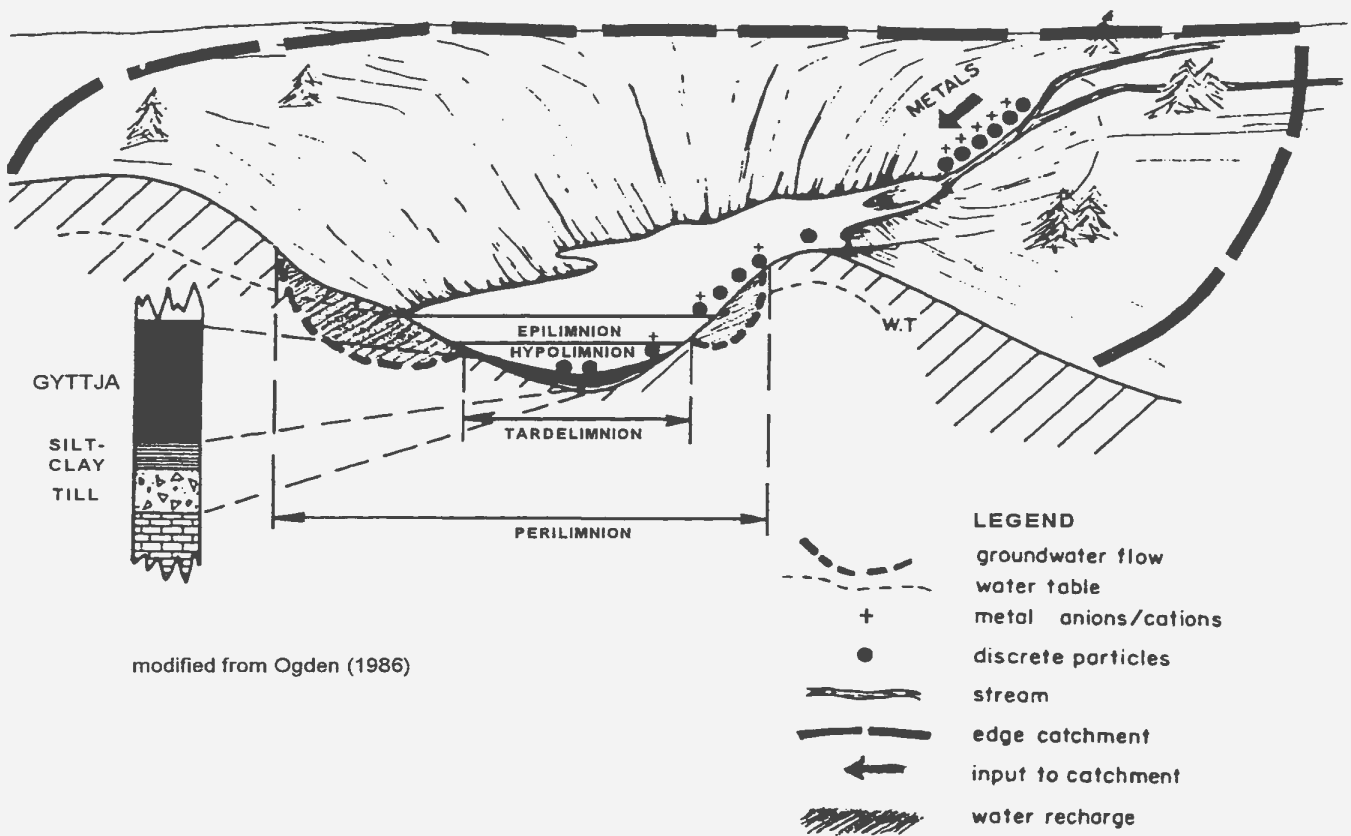 METALS
W.T
EPILIMNION
HYPOLIMNION
GYTTJA
TARDELIMNION
SILT-
CLAY
TILL
PERILIMNION
LEGEND
groundwater flow
water table
+ metal anions/cations
discrete particles
stream
edge catchment
input to catchment
water recharge
modified from Ogden (1986)